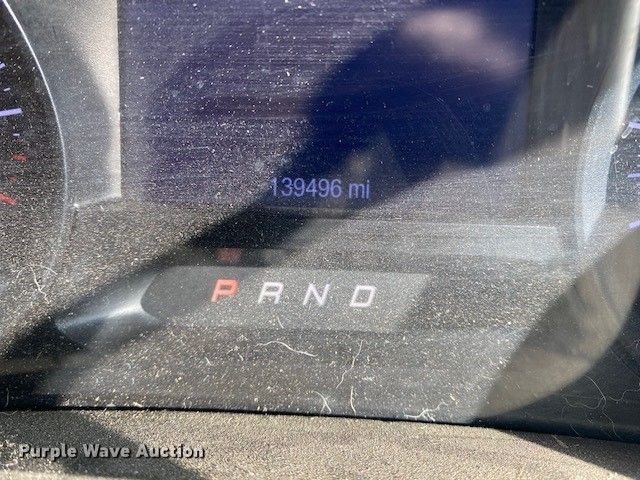 139496 mi
P R N D
Purple Wave Auction